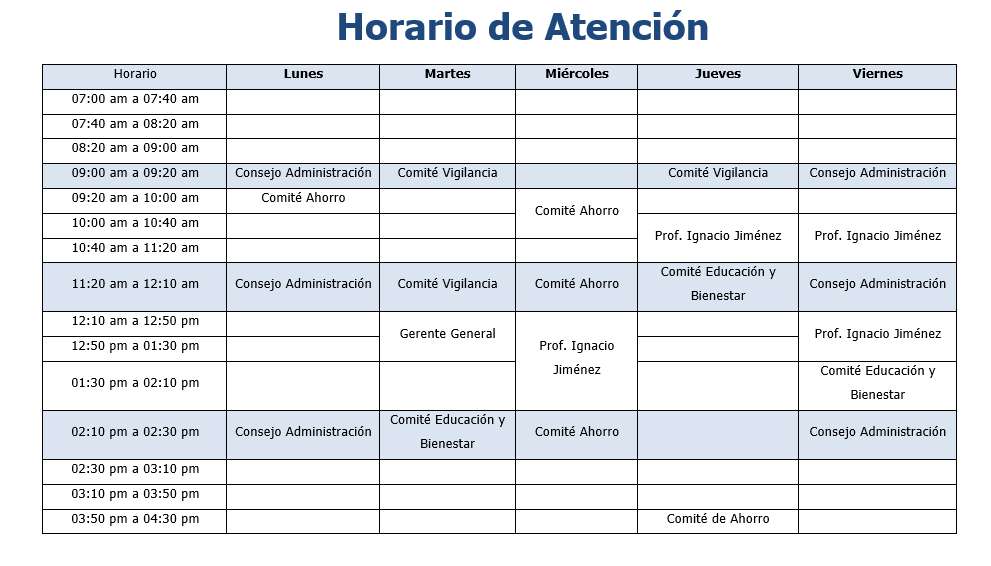 Horario de Atención
Horario Lunes Martes Miércoles Jueves Viernes
07:00 am a 07:40 am
07:40 am a 08:20 am
08:20 am a 09:00 am
09:00 am a 09:20 am Consejo Administración Comité Vigilancia Comité Vigilancia Consejo Administración
09:20 am a 10:00 am Comité Ahorro
Comité Ahorro
10:00 am a 10:40 am
Prof. Ignacio Jiménez Prof. Ignacio Jiménez
10:40 am a 11:20 am
11:20 am a 12:10 am Consejo Administración Comité Vigilancia Comité Ahorro Comité Educación y Bienestar Consejo Administración
12:10 am a 12:50 pm
Gerente General Prof. Ignacio Jiménez Prof. Ignacio Jiménez
12:50 pm a 01:30 pm
01:30 pm a 02:10 pm Comité Educación y Bienestar
02:10 pm a 02:30 pm Consejo Administración Comité Educación y Bienestar Comité Ahorro Consejo Administración
02:30 pm a 03:10 pm
03:10 pm a 03:50 pm
03:50 pm a 04:30 pm Comité de Ahorro